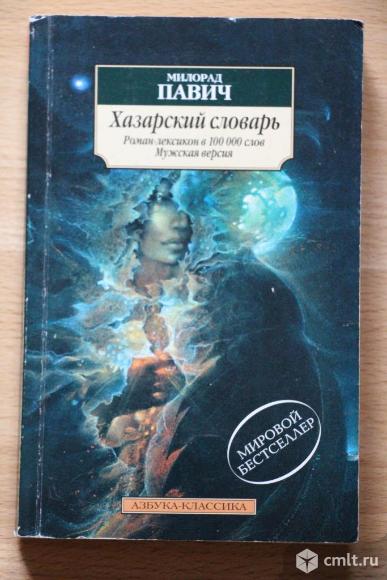 МИЛОРАД
ПАВИЧ
Хазарский словарь
Роман-лексикон в 100 000 слов
Мужская версия
МИРОВОЙ
БЕСТСЕЛЛЕР
АЗБУКА-КЛАССИКА
cmlt.ru